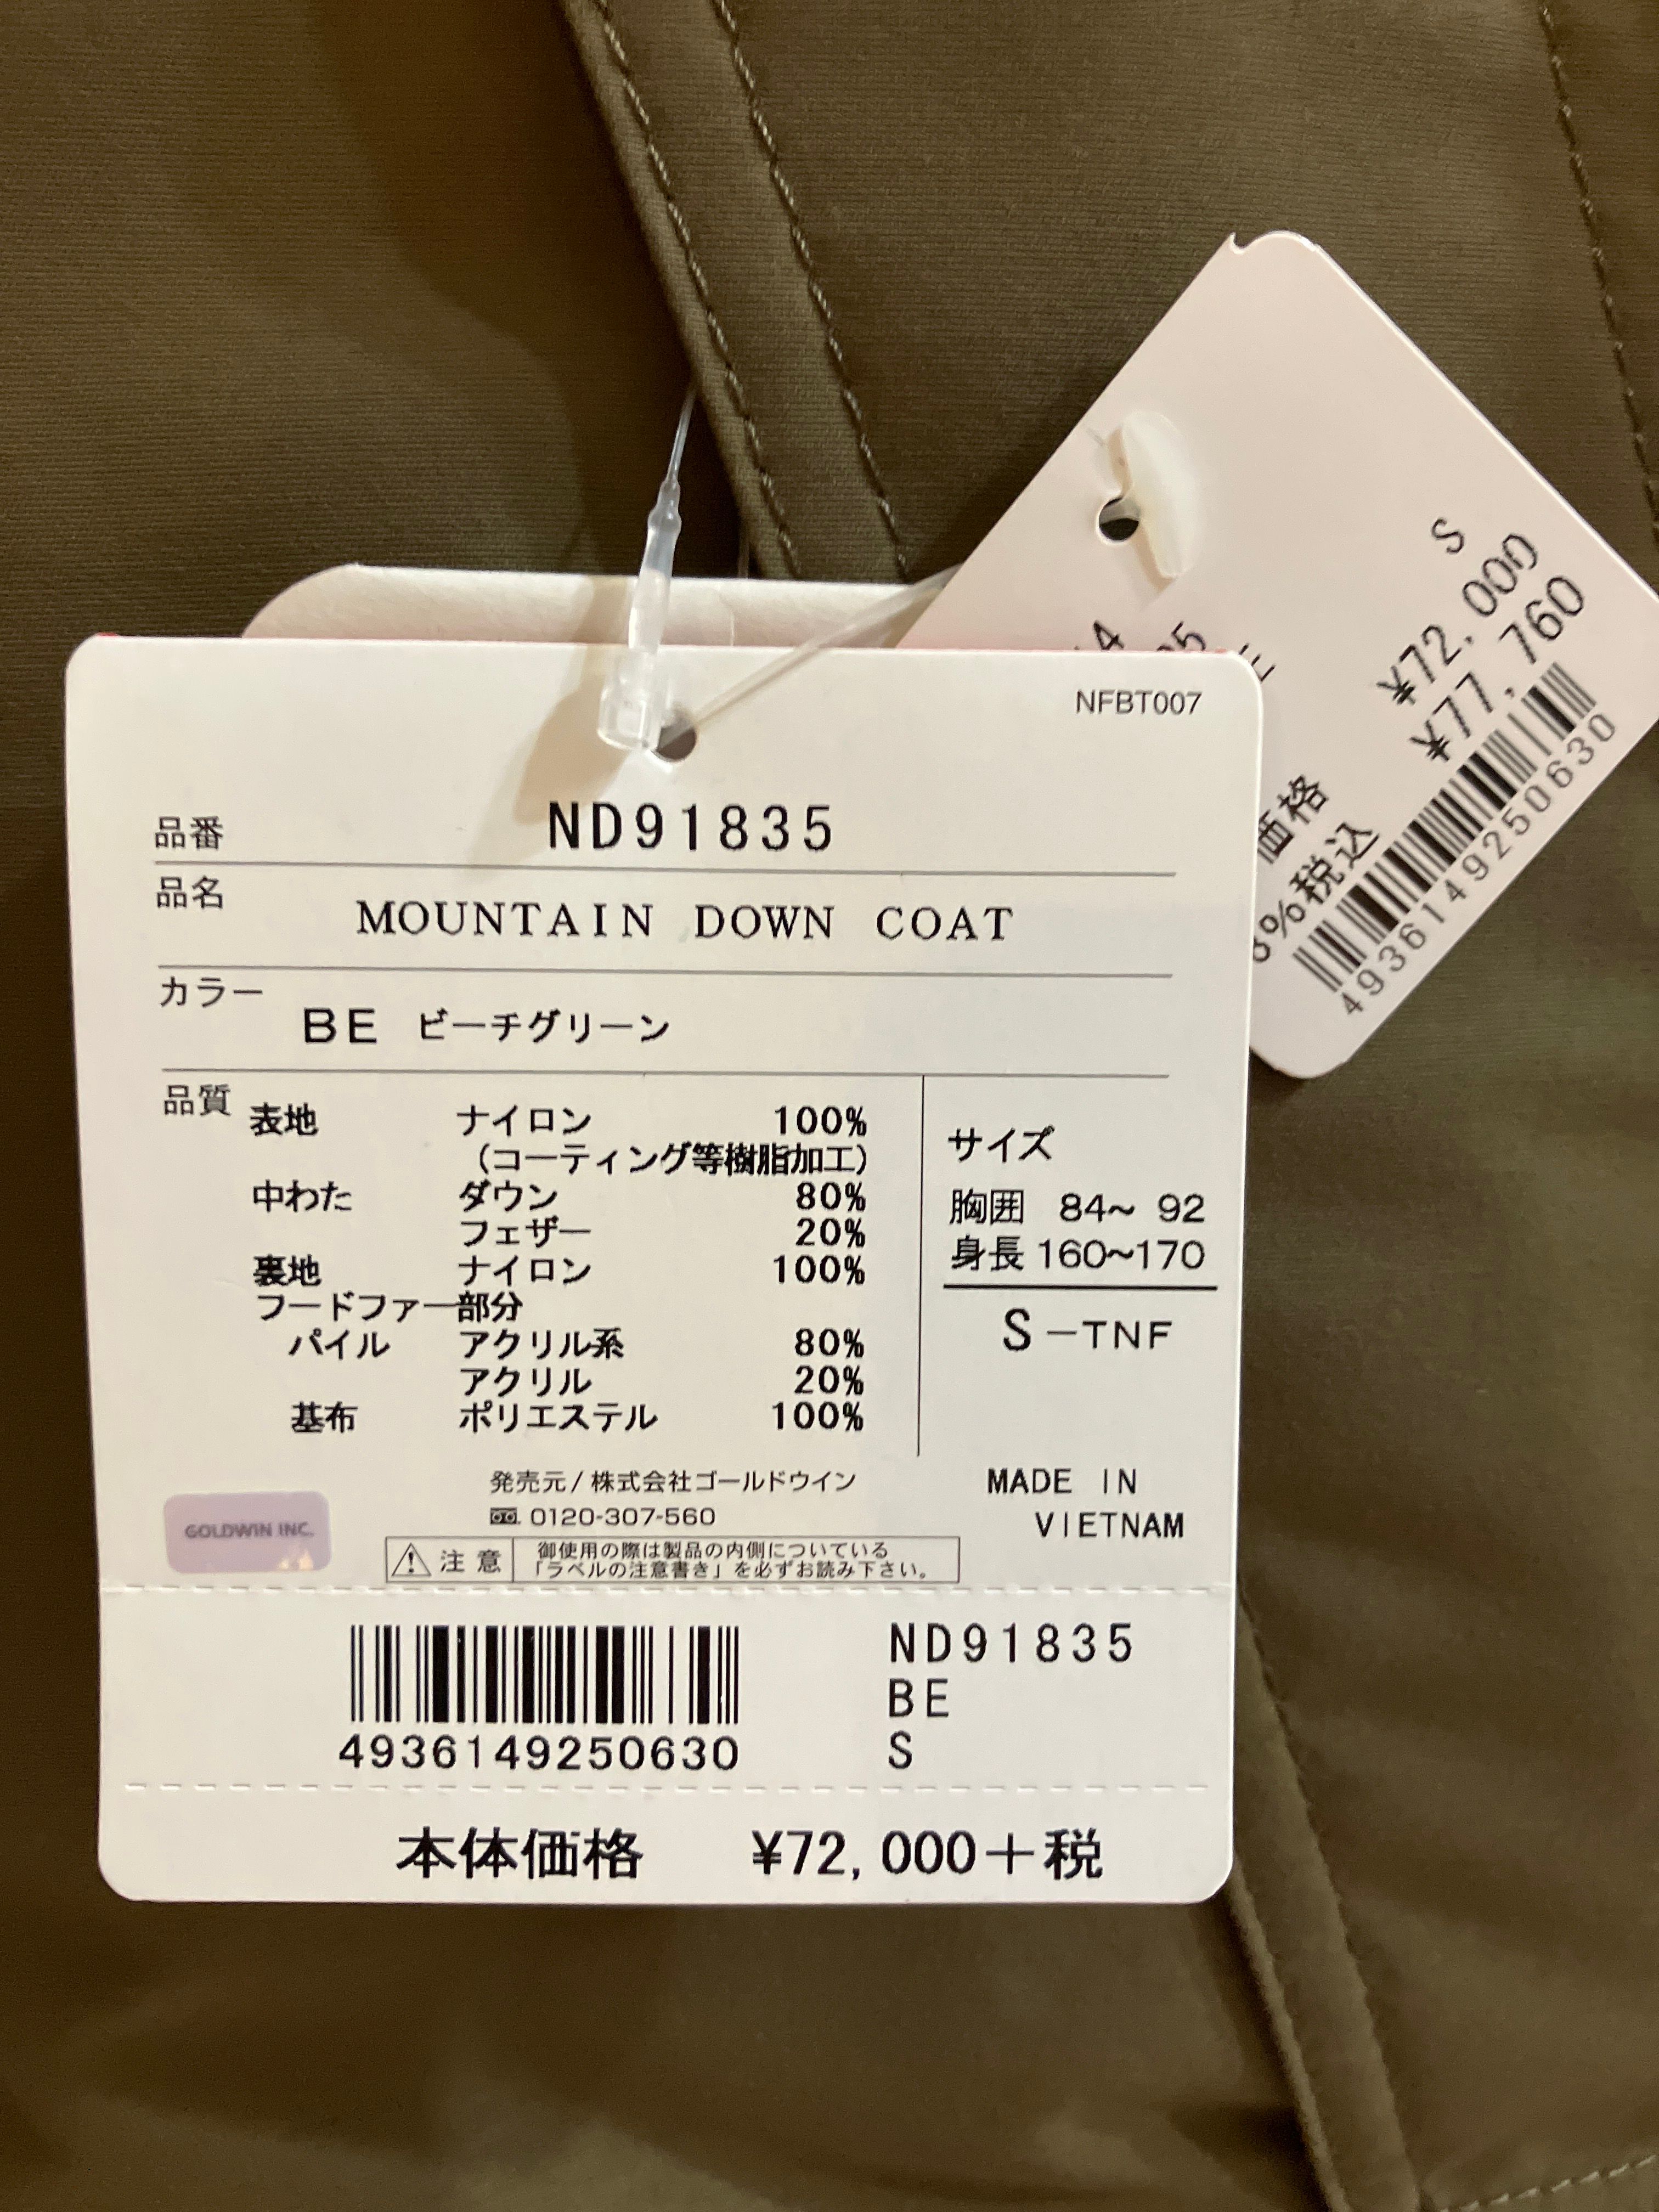 NFBT007
品番 ND91835
品名 MOUNTAIN DOWN COAT
カラー BE ビーチグリーン
品質
表地 ナイロン 100%
(コーティング等樹脂加工)
中わた ダウン 80%
フェザー 20%
裏地 ナイロン 100%
フードファー部分
パイル アクリル系 80%
アクリル 20%
基布 ポリエステル 100%
サイズ
胸囲 84~ 92
身長 160~170
S-TNF
MADE IN
VIETNAM
発売元/株式会社ゴールドウイン
0120-307-560
GOLDWIN INC.
注意
御使用の際は製品の内側についている
「ラベルの注意書き」を必ずお読み下さい。
4936149250630
ND91835
BE
S
本体価格 ¥72,000+税
S
¥72,000
価格 ¥77,760
8%税込
4936149250630